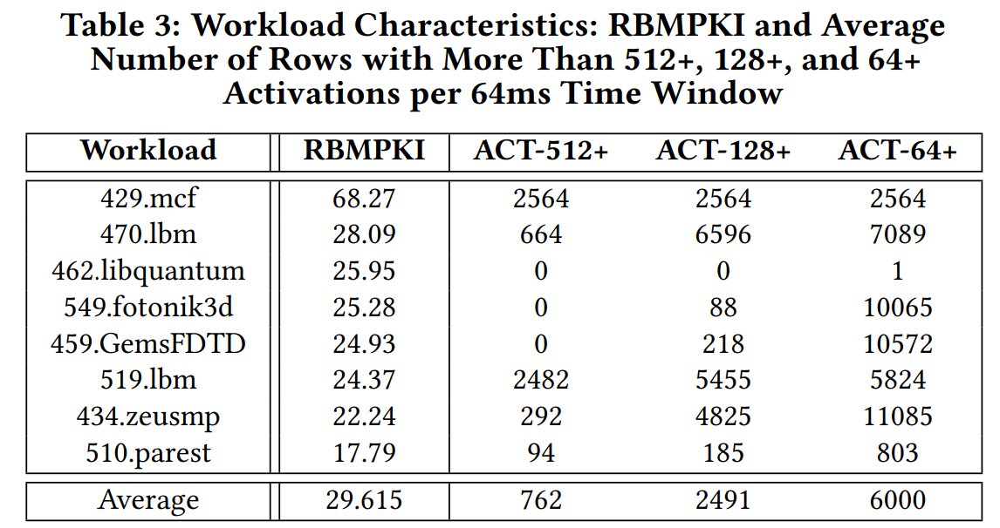 Table 3: Workload Characteristics: RBMPKI and Average
Number of Rows with More Than 512+, 128+, and 64+
Activations per 64ms Time Window
Workload RBMPKI ACT-512+ ACT-128+ ACT-64+
429.mcf 68.27 2564 2564 2564
470.lbm 28.09 664 6596 7089
462.libquantum 25.95 0 0 1
549.fotonik3d 25.28 0 88 10065
459.GemsFDTD 24.93 0 218 10572
519.lbm 24.37 2482 5455 5824
434.zeusmp 22.24 292 4825 11085
510.parest 17.79 94 185 803
Average 29.615 762 2491 6000